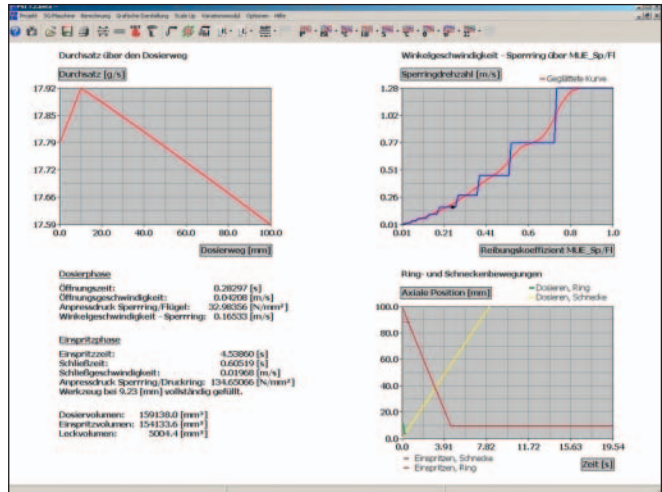 Projekt SG-Maschine Berechnung Grafische Darstellung Scale Up Variationsmodul Optionen Hilfe
Durchsatz über den Dosierweg
Durchsatz [g/s]
17.92
17.85
17.79
17.72
17.66
17.59
0.0 20.0 40.0 60.0 80.0 100.0
Dosierweg [mm]
Winkelgeschwindigkeit - Sperrring über MUE_Sp/Fl
Sperringdrehzahl [m/s]
Geglättete Kurve
1.28
1.02
0.77
0.51
0.26
0.01
0.01 0.21 0.41 0.6 0.8 1.0
Reibungskoeffizient MUE_Sp/Fl
Dosierphase
Öffnungszeit: 0.28297 [s]
Öffnungsgeschwindigkeit: 0.04208 [m/s]
Anpressdruck Sperrring/Flügel: 32.98356 [N/mm²]
Winkelgeschwindigkeit - Sperrring: 0.16533 [m/s]
Einspritzphase
Einspritzzeit: 4.53860 [s]
Schließzeit: 0.60519 [s]
Schließgeschwindigkeit: 0.01968 [m/s]
Anpressdruck Sperrring/Druckring: 134.65066 [N/mm²]
Werkzeug bei 9.23 [mm] vollständig gefüllt.
Dosiervolumen: 159138.0 [mm³]
Einspritzvolumen: 154133.6 [mm³]
Leckvolumen: 5004.4 [mm³]
Ring- und Schneckenbewegungen
Axiale Position [mm]
Dosieren, Ring
Dosieren, Schnecke
100.0
80.0
60.0
40.0
20.0
0.0
0.0 3.91 7.82 11.72 15.63 19.54
Einspritzen, Schnecke
Einspritzen, Ring
Zeit [s]